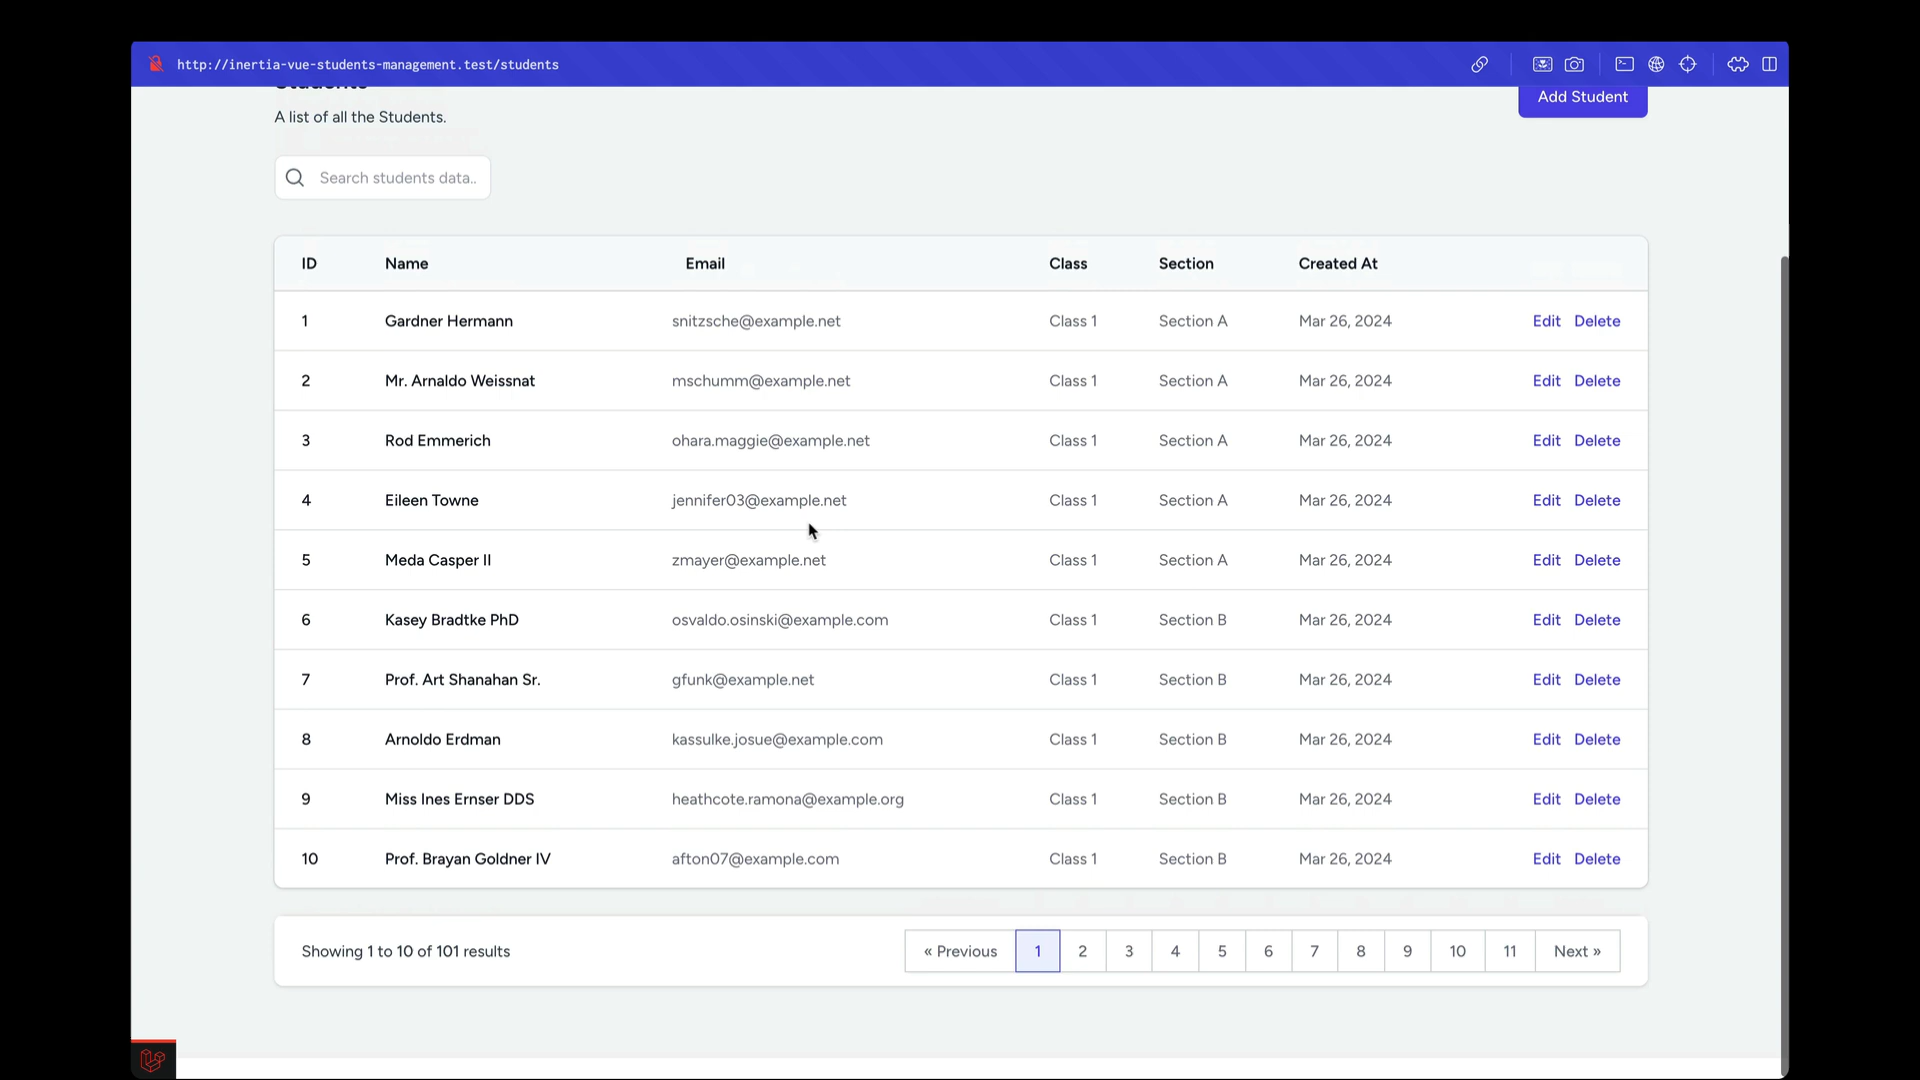 http://inertia-vue-students-management.test/students
Students
Add Student
A list of all the Students.
Search students data..
ID Name Email Class Section Created At
1 Gardner Hermann snitzsche@example.net Class 1 Section A Mar 26, 2024 Edit Delete
2 Mr. Arnaldo Weissnat mschumm@example.net Class 1 Section A Mar 26, 2024 Edit Delete
3 Rod Emmerich ohara.maggie@example.net Class 1 Section A Mar 26, 2024 Edit Delete
4 Eileen Towne jennifer03@example.net Class 1 Section A Mar 26, 2024 Edit Delete
5 Meda Casper II zmayer@example.net Class 1 Section A Mar 26, 2024 Edit Delete
6 Kasey Bradtke PhD osvaldo.osinski@example.com Class 1 Section B Mar 26, 2024 Edit Delete
7 Prof. Art Shanahan Sr. gfunk@example.net Class 1 Section B Mar 26, 2024 Edit Delete
8 Arnoldo Erdman kassulke.josue@example.com Class 1 Section B Mar 26, 2024 Edit Delete
9 Miss Ines Ernser DDS heathcote.ramona@example.org Class 1 Section B Mar 26, 2024 Edit Delete
10 Prof. Brayan Goldner IV afton07@example.com Class 1 Section B Mar 26, 2024 Edit Delete
Showing 1 to 10 of 101 results « Previous 1 2 3 4 5 6 7 8 9 10 11 Next »